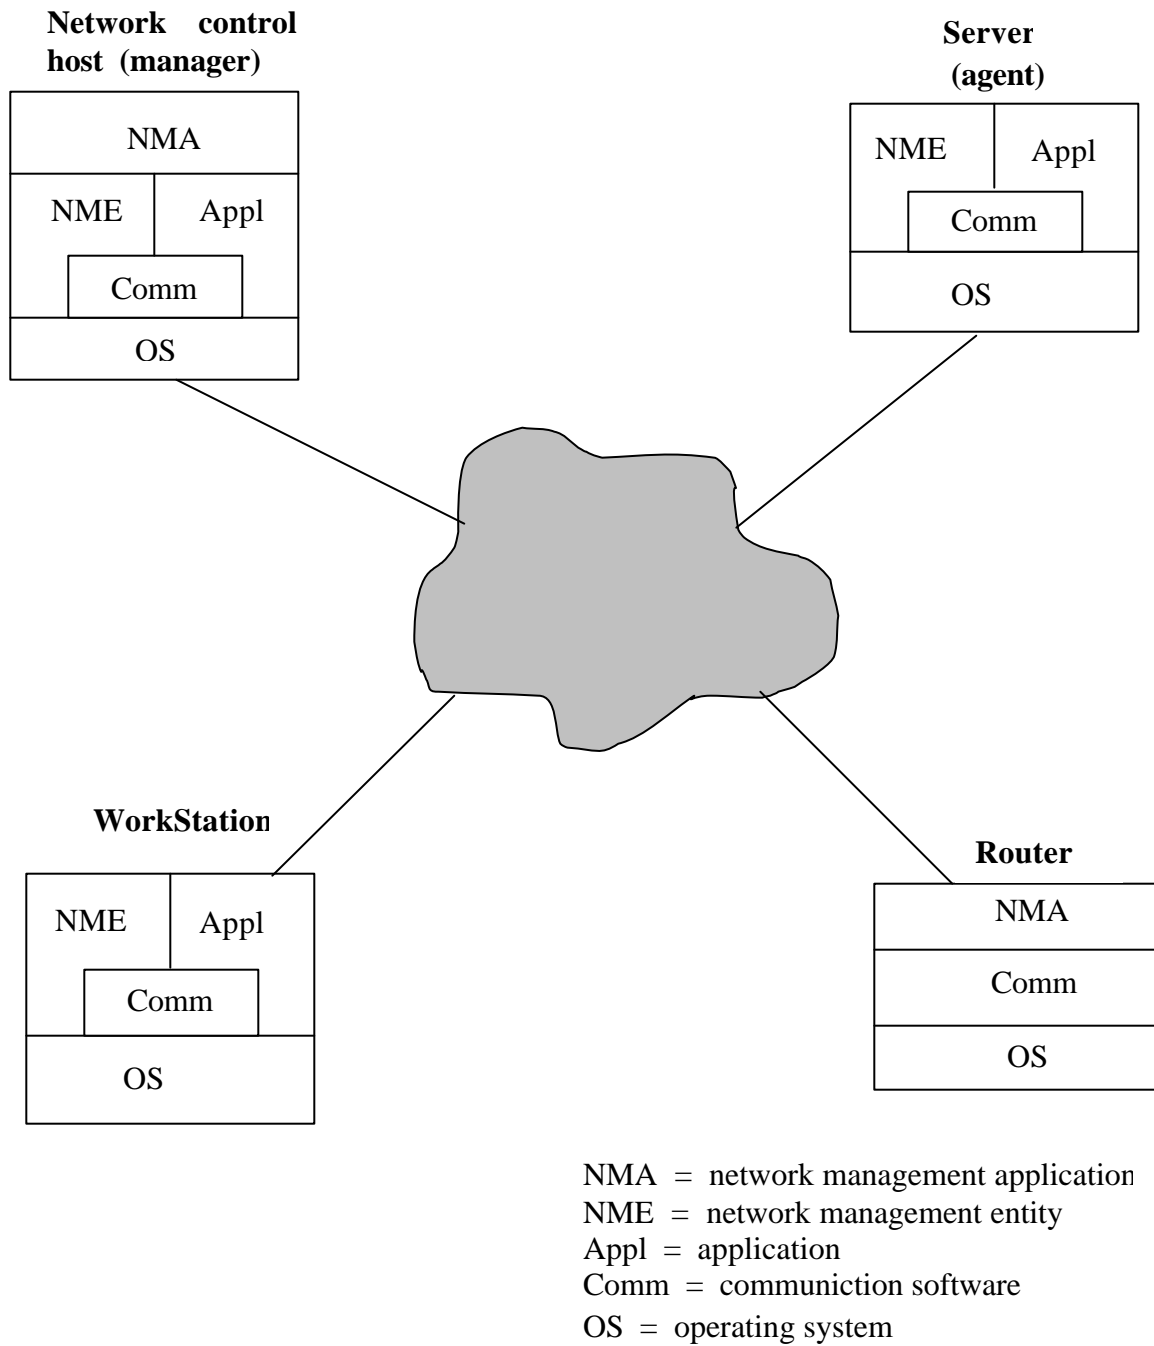 Network control
host (manager)
NMA
NME Appl
Comm
OS
Server
(agent)
NME Appl
Comm
OS
WorkStation
NME Appl
Comm
OS
Router
NMA
Comm
OS
NMA = network management application
NME = network management entity
Appl = application
Comm = communiction software
OS = operating system